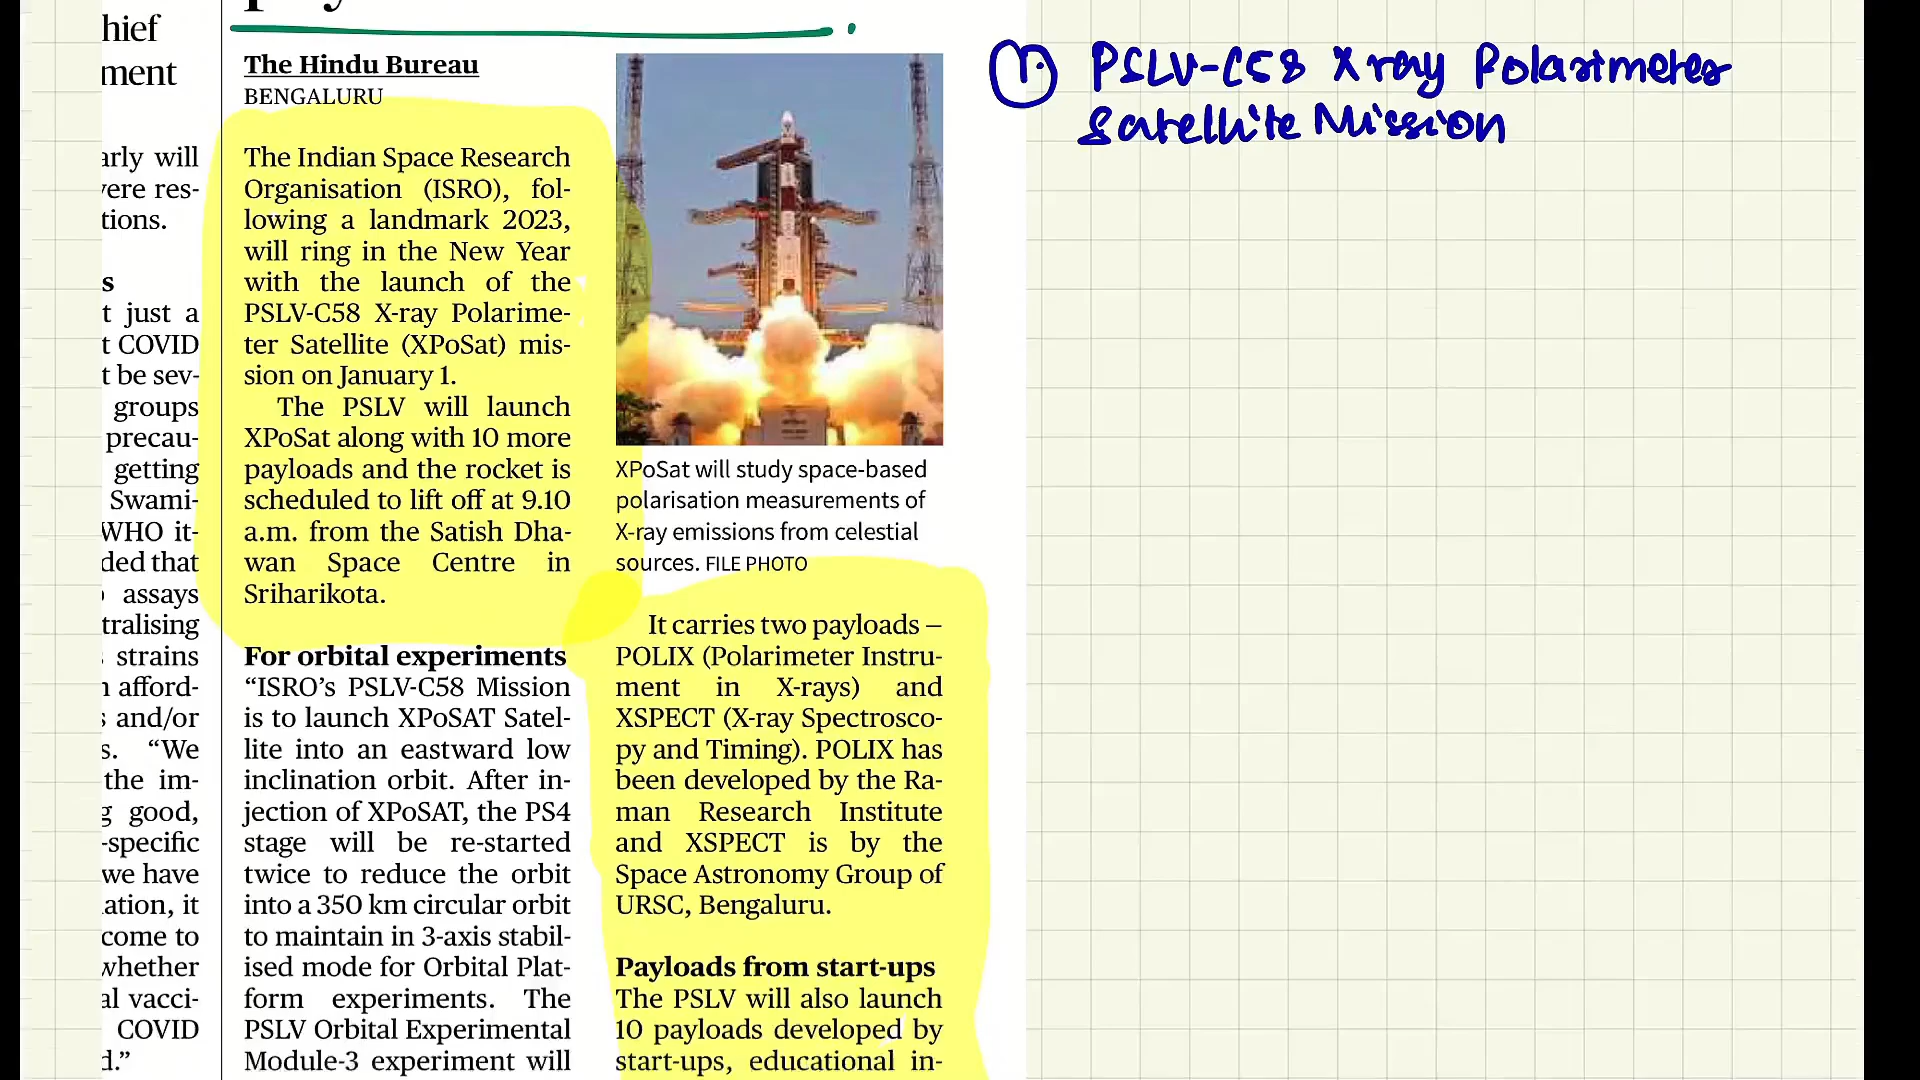 hief
ment
arly will
vere res-
tions.
s
t just a
t COVID
t be sev-
groups
precau-
getting
Swami-
WHO it-
ded that
assays
tralising
strains
n afford-
s and/or
s. “We
the im-
g good,
-specific
we have
ation, it
come to
whether
al vacci-
COVID
d.”
The Hindu Bureau
BENGALURU
The Indian Space Research
Organisation (ISRO), fol-
lowing a landmark 2023,
will ring in the New Year
with the launch of the
PSLV-C58 X-ray Polarime-
ter Satellite (XPoSat) mis-
sion on January 1.
The PSLV will launch
XPoSat along with 10 more
payloads and the rocket is
scheduled to lift off at 9.10
a.m. from the Satish Dha-
wan Space Centre in
Sriharikota.
For orbital experiments
“ISRO’s PSLV-C58 Mission
is to launch XPoSAT Satel-
lite into an eastward low
inclination orbit. After in-
jection of XPoSAT, the PS4
stage will be re-started
twice to reduce the orbit
into a 350 km circular orbit
to maintain in 3-axis stabil-
ised mode for Orbital Plat-
form experiments. The
PSLV Orbital Experimental
Module-3 experiment will
XPoSat will study space-based
polarisation measurements of
X-ray emissions from celestial
sources. FILE PHOTO
It carries two payloads —
POLIX (Polarimeter Instru-
ment in X-rays) and
XSPECT (X-ray Spectrosco-
py and Timing). POLIX has
been developed by the Ra-
man Research Institute
and XSPECT is by the
Space Astronomy Group of
URSC, Bengaluru.
Payloads from start-ups
The PSLV will also launch
10 payloads developed by
start-ups, educational in-
1. PSLV-C58 X ray Polarimeter
Satellite Mission